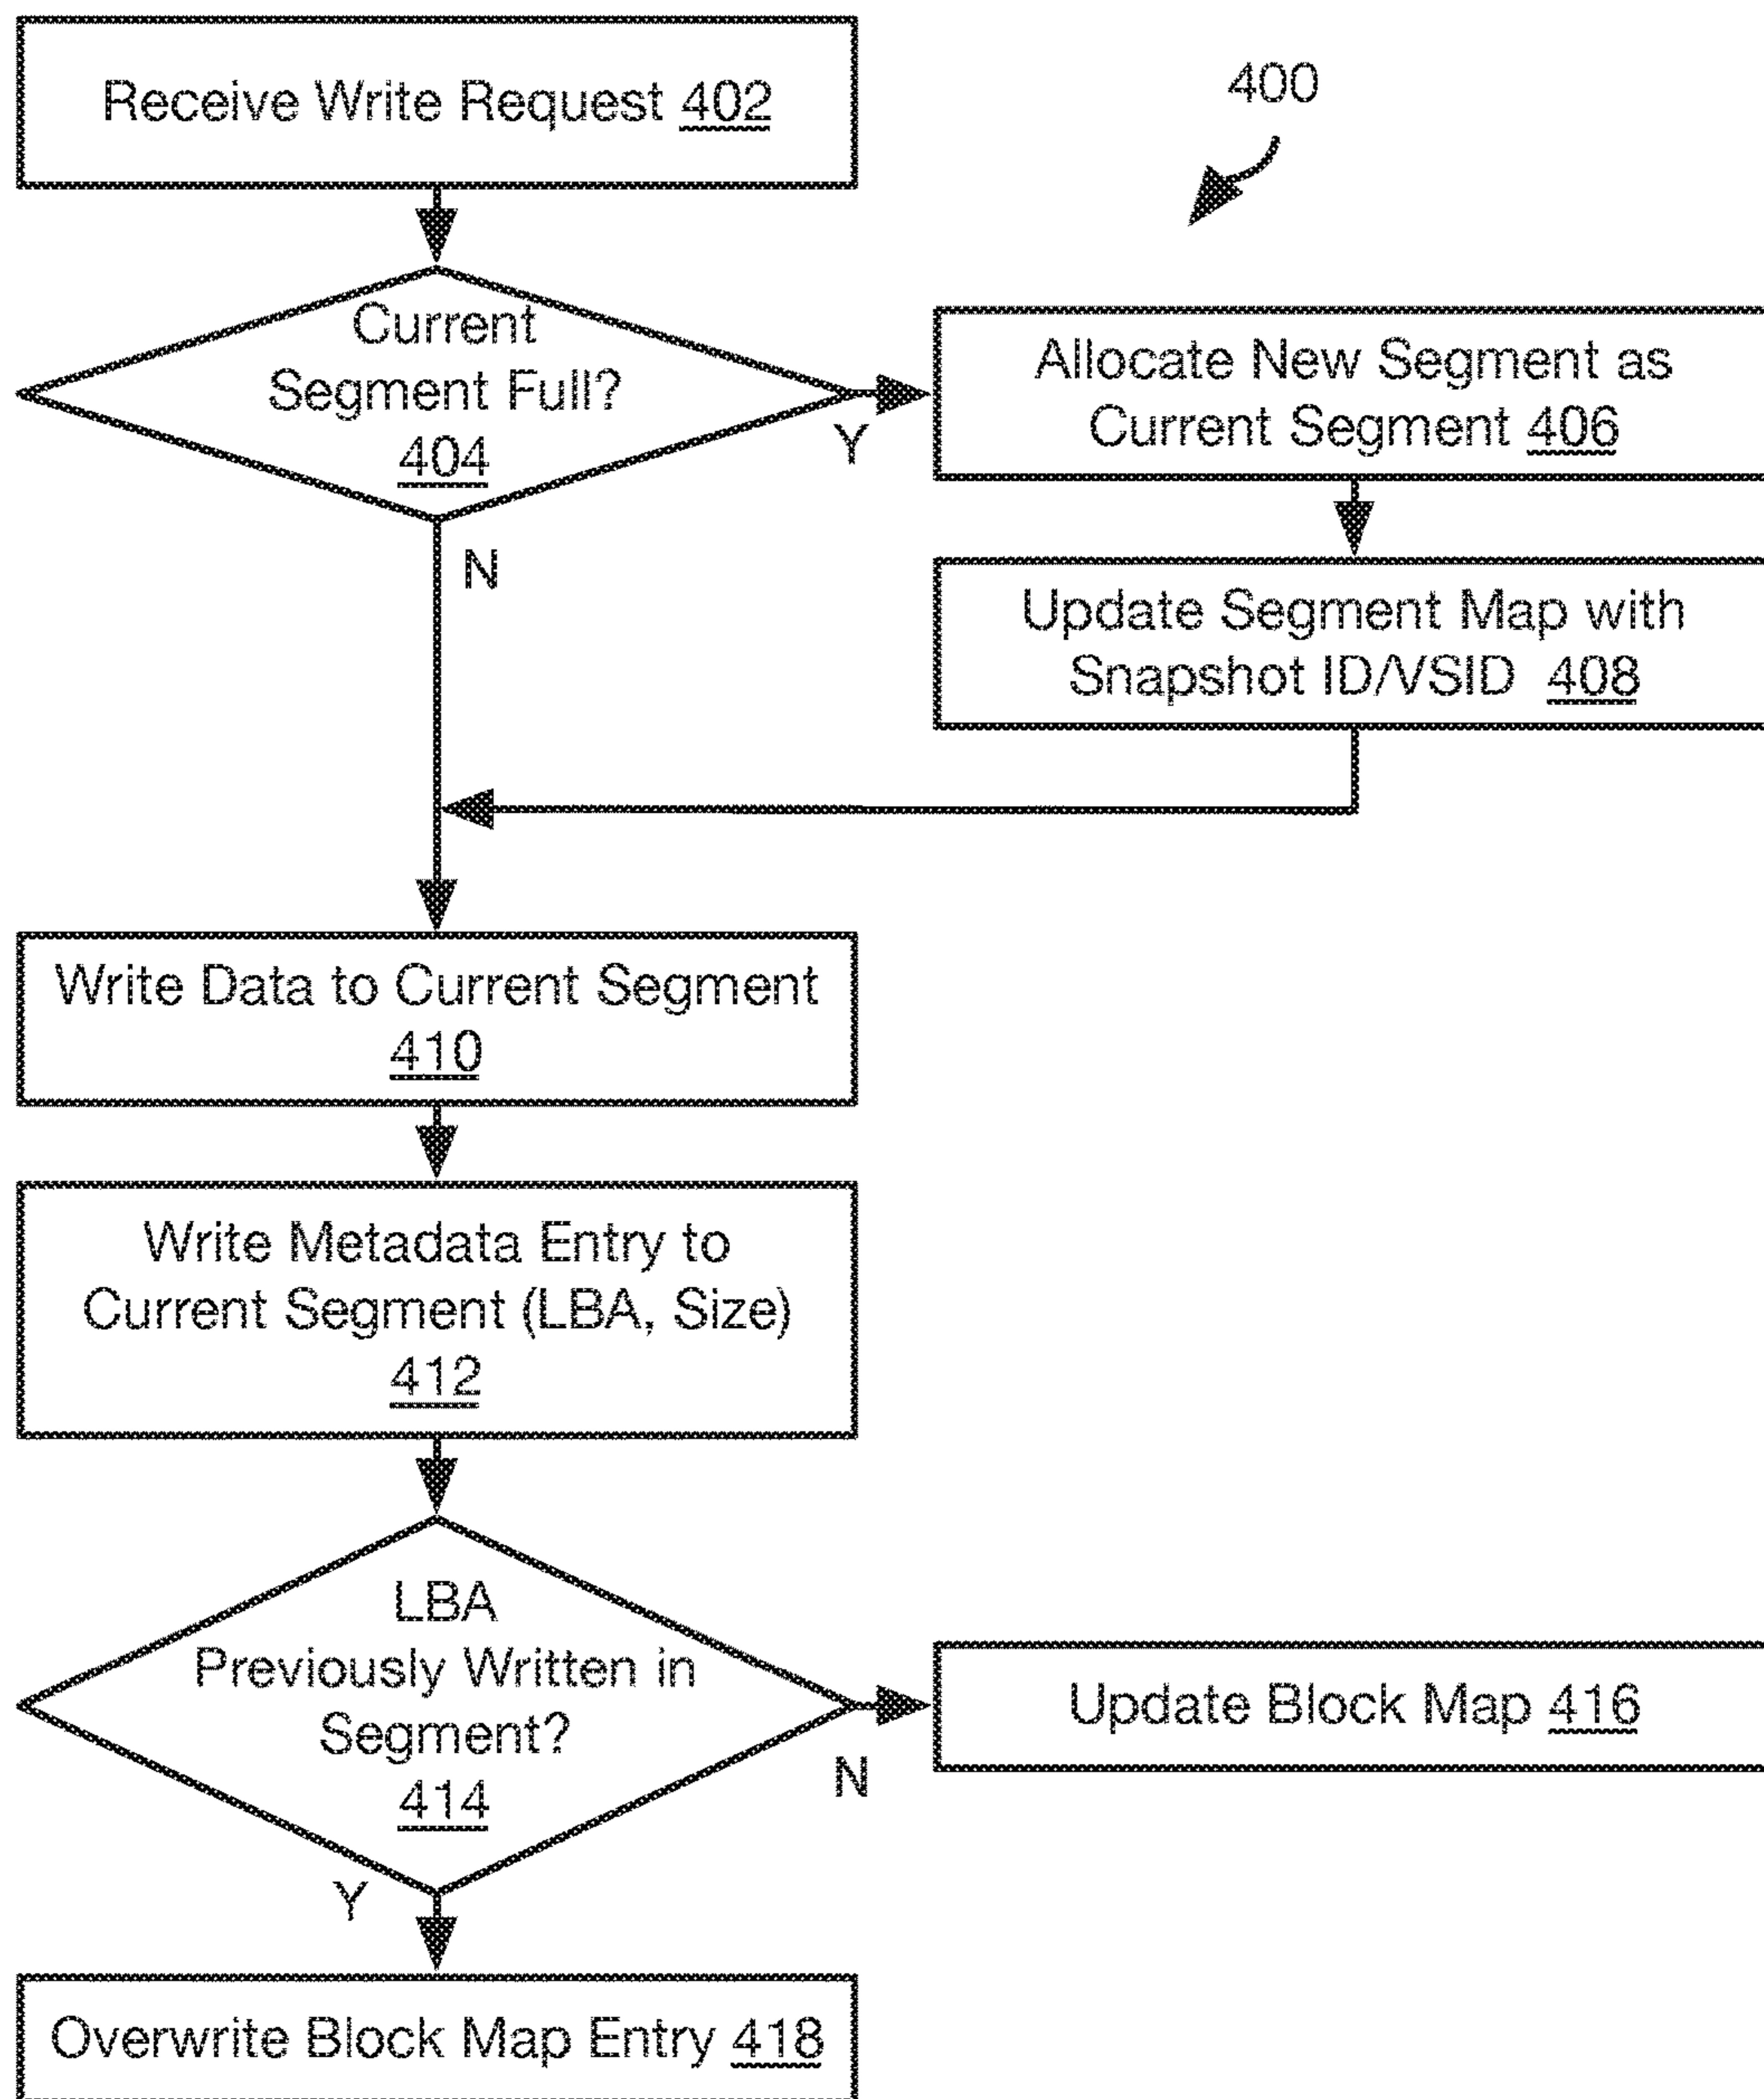 Receive Write Request 402
400
Current
Segment Full?
404
Y
N
Allocate New Segment as
Current Segment 406
Update Segment Map with
Snapshot ID/VSID 408
Write Data to Current Segment
410
Write Metadata Entry to
Current Segment (LBA, Size)
412
LBA
Previously Written in
Segment?
414
N
Y
Update Block Map 416
Overwrite Block Map Entry 418